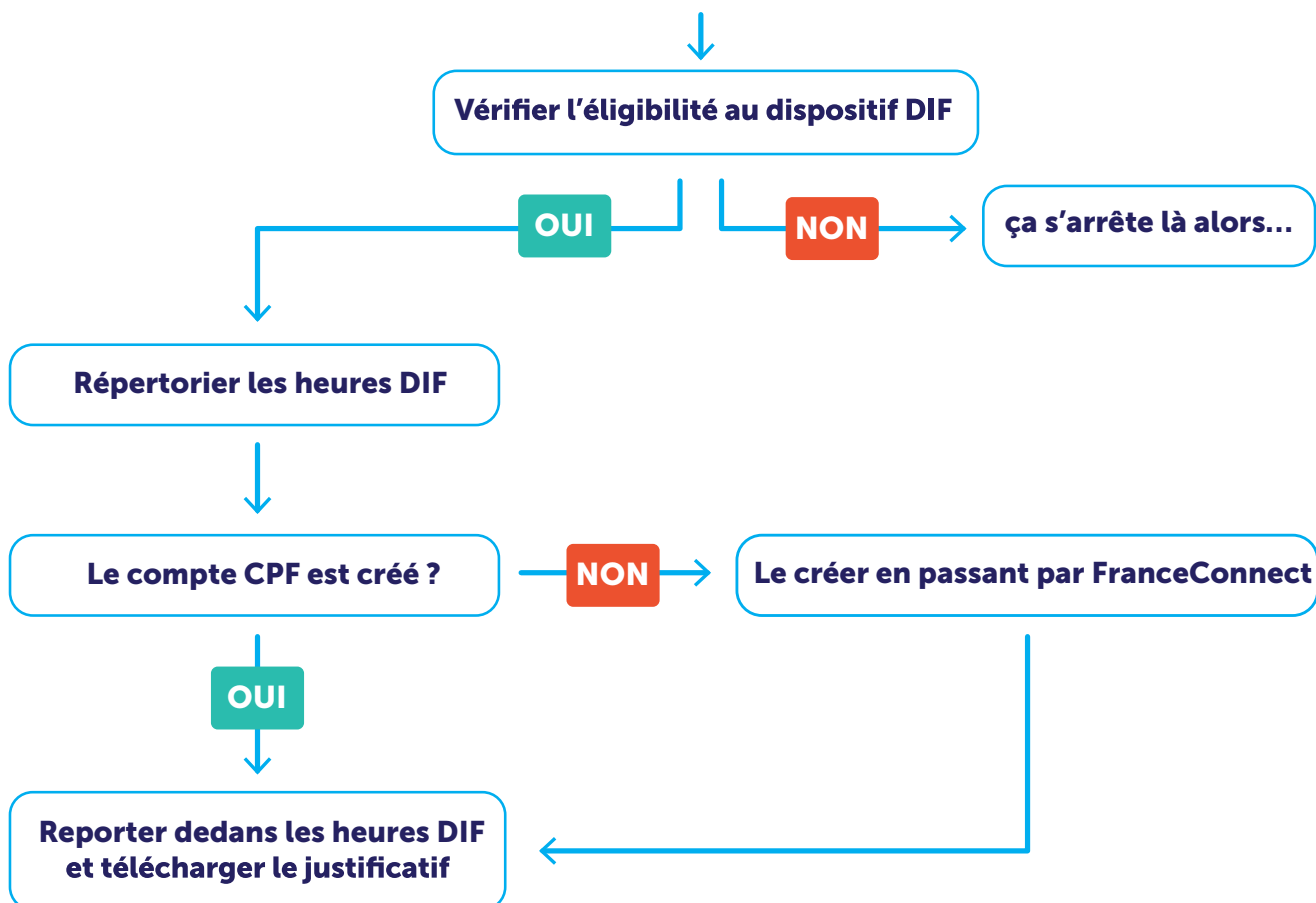 Vérifier l’éligibilité au dispositif DIF
OUI
NON
ça s’arrête là alors…
Répertorier les heures DIF
Le compte CPF est créé ?
NON
Le créer en passant par FranceConnect
OUI
Reporter dedans les heures DIF
et télécharger le justificatif